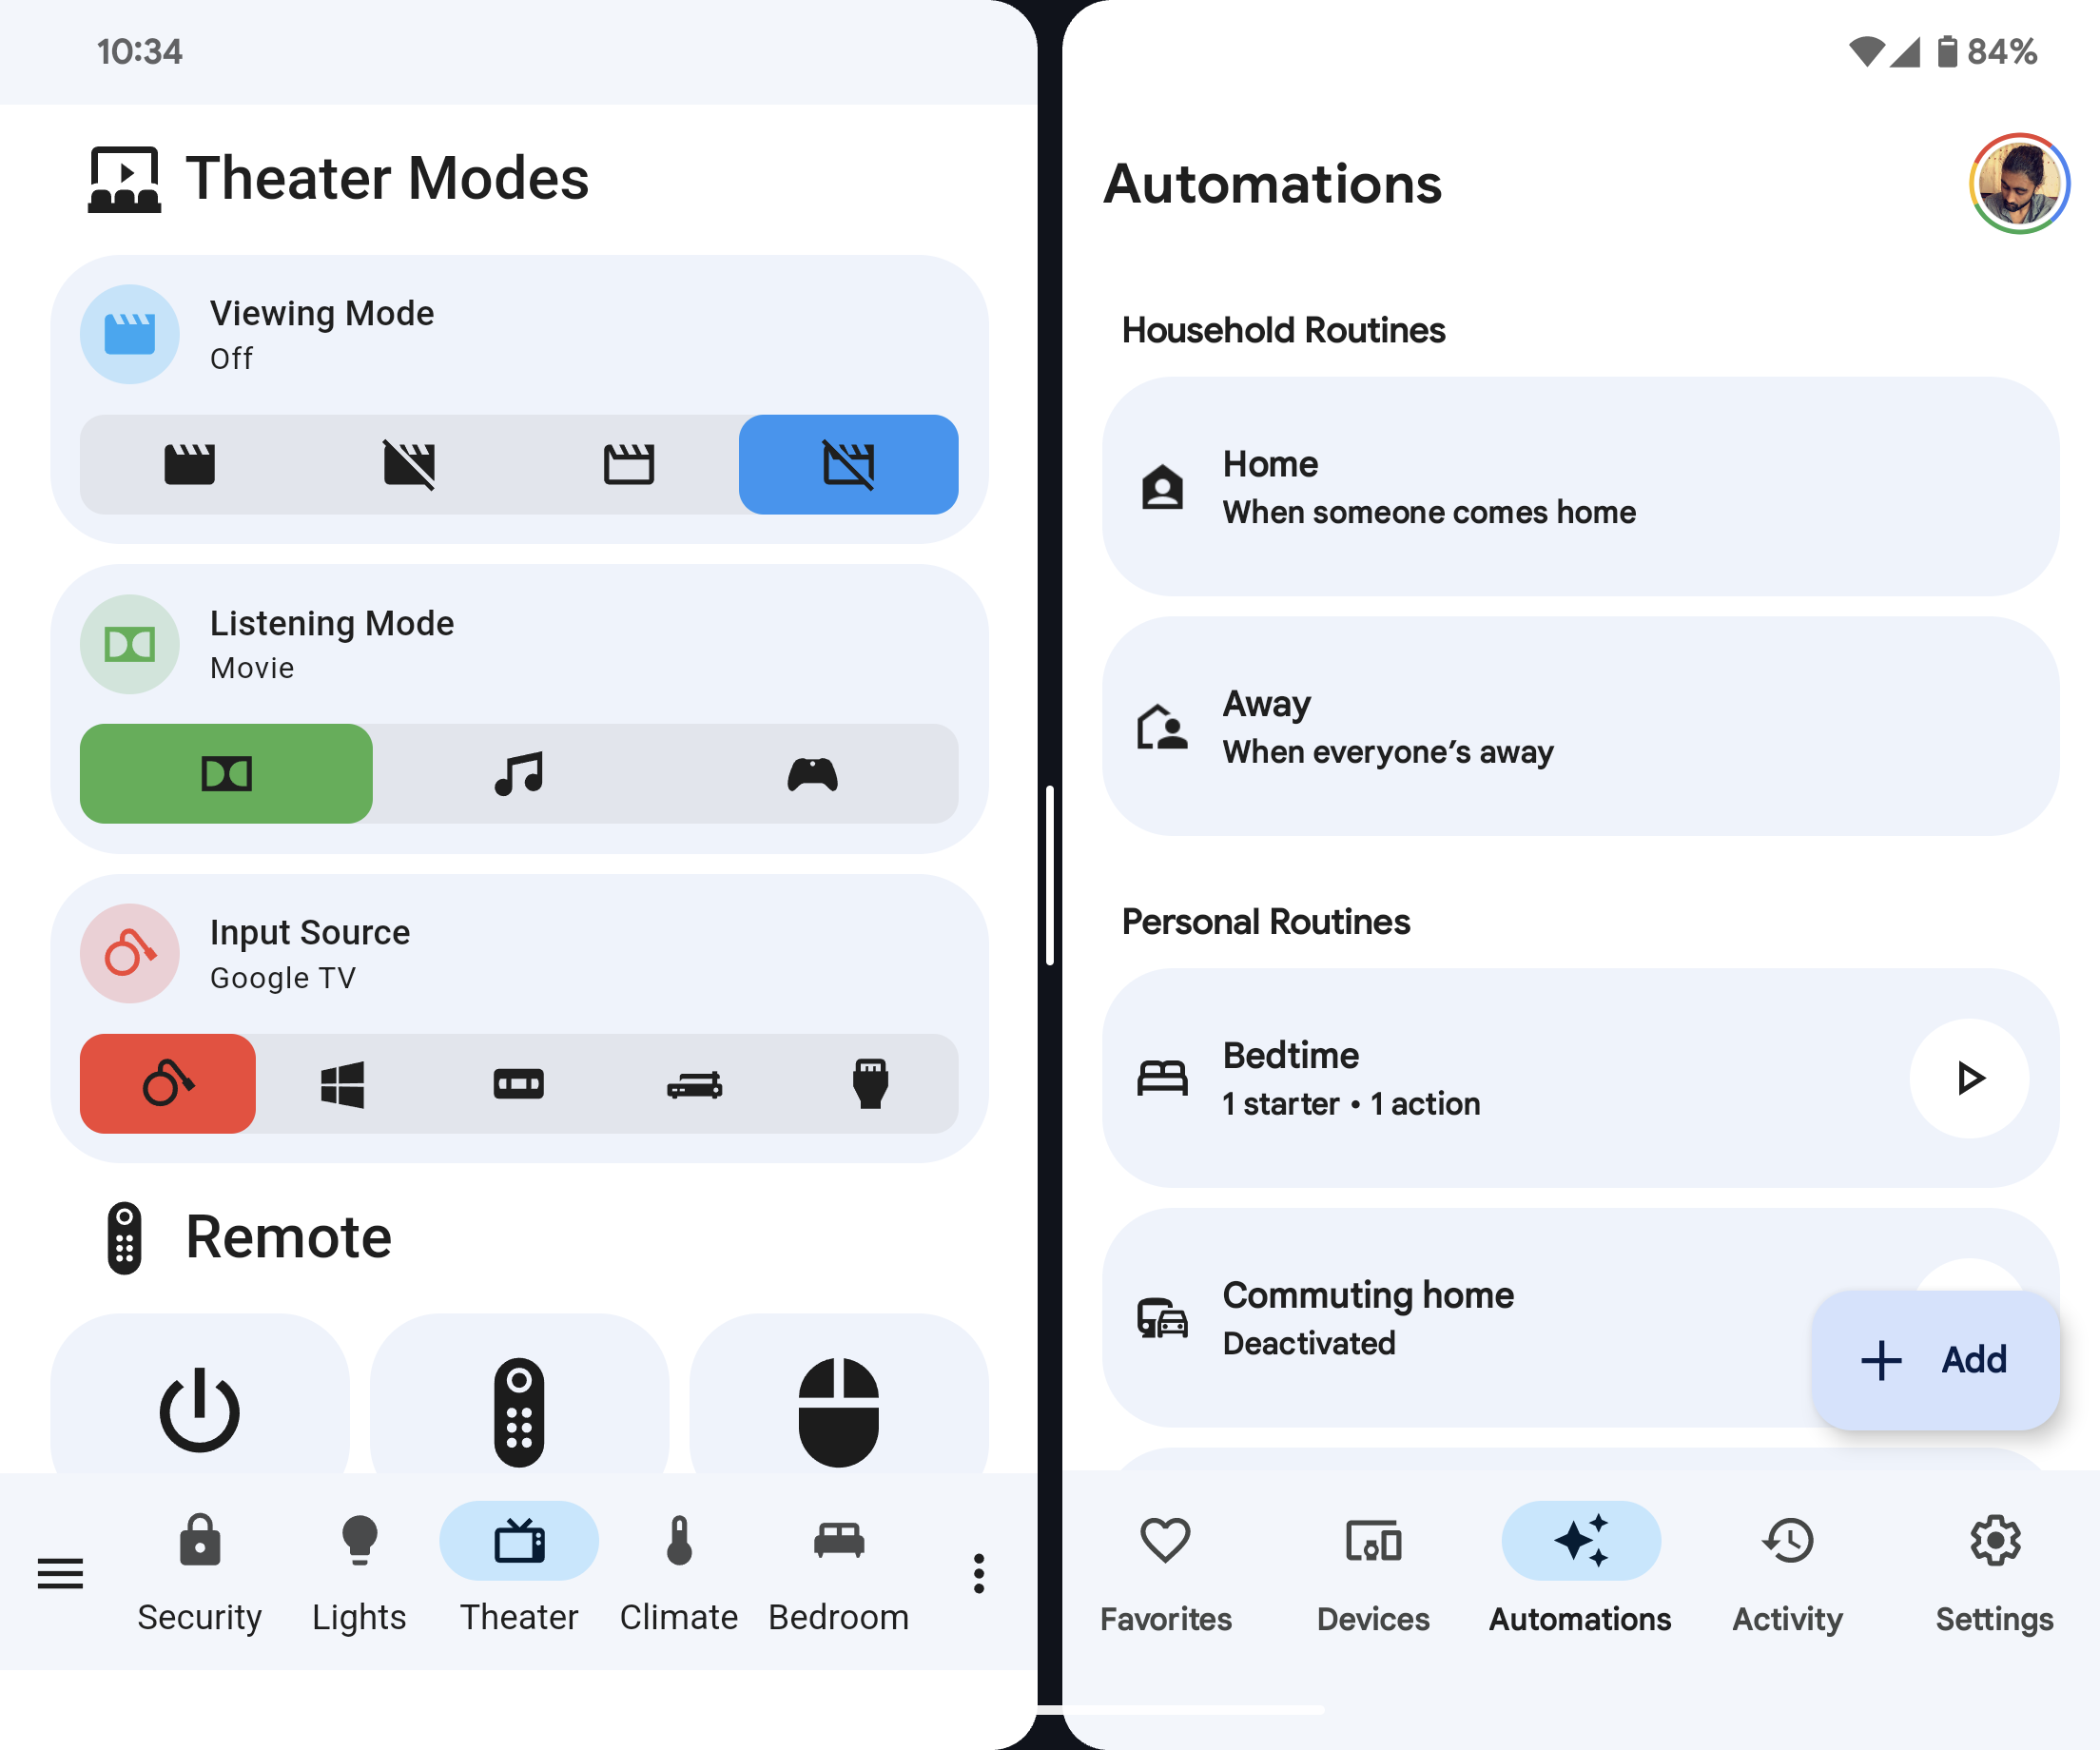 10:34
Theater Modes
Viewing Mode
Off
Listening Mode
Movie
Input Source
Google TV
Remote
Security
Lights
Theater
Climate
Bedroom
84%
Automations
Household Routines
Home
When someone comes home
Away
When everyone’s away
Personal Routines
Bedtime
1 starter • 1 action
Commuting home
Deactivated
Add
Favorites
Devices
Automations
Activity
Settings